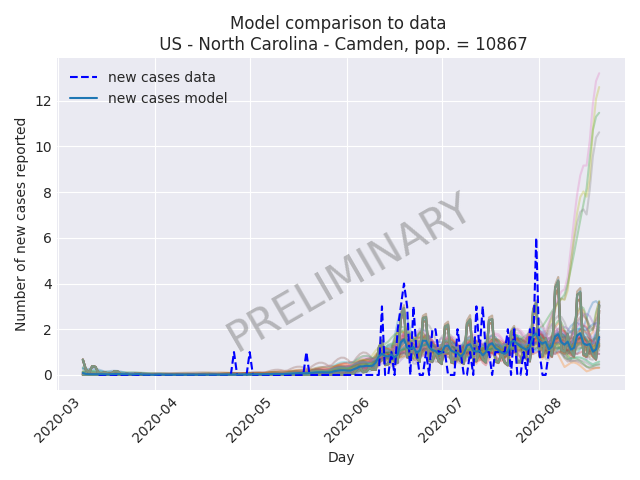 Model comparison to data
US - North Carolina - Camden, pop. = 10867
new cases data
new cases model
Number of new cases reported
12
10
8
6
4
2
0
PRELIMINARY
2020-03
2020-04
2020-05
2020-06
2020-07
2020-08
Day